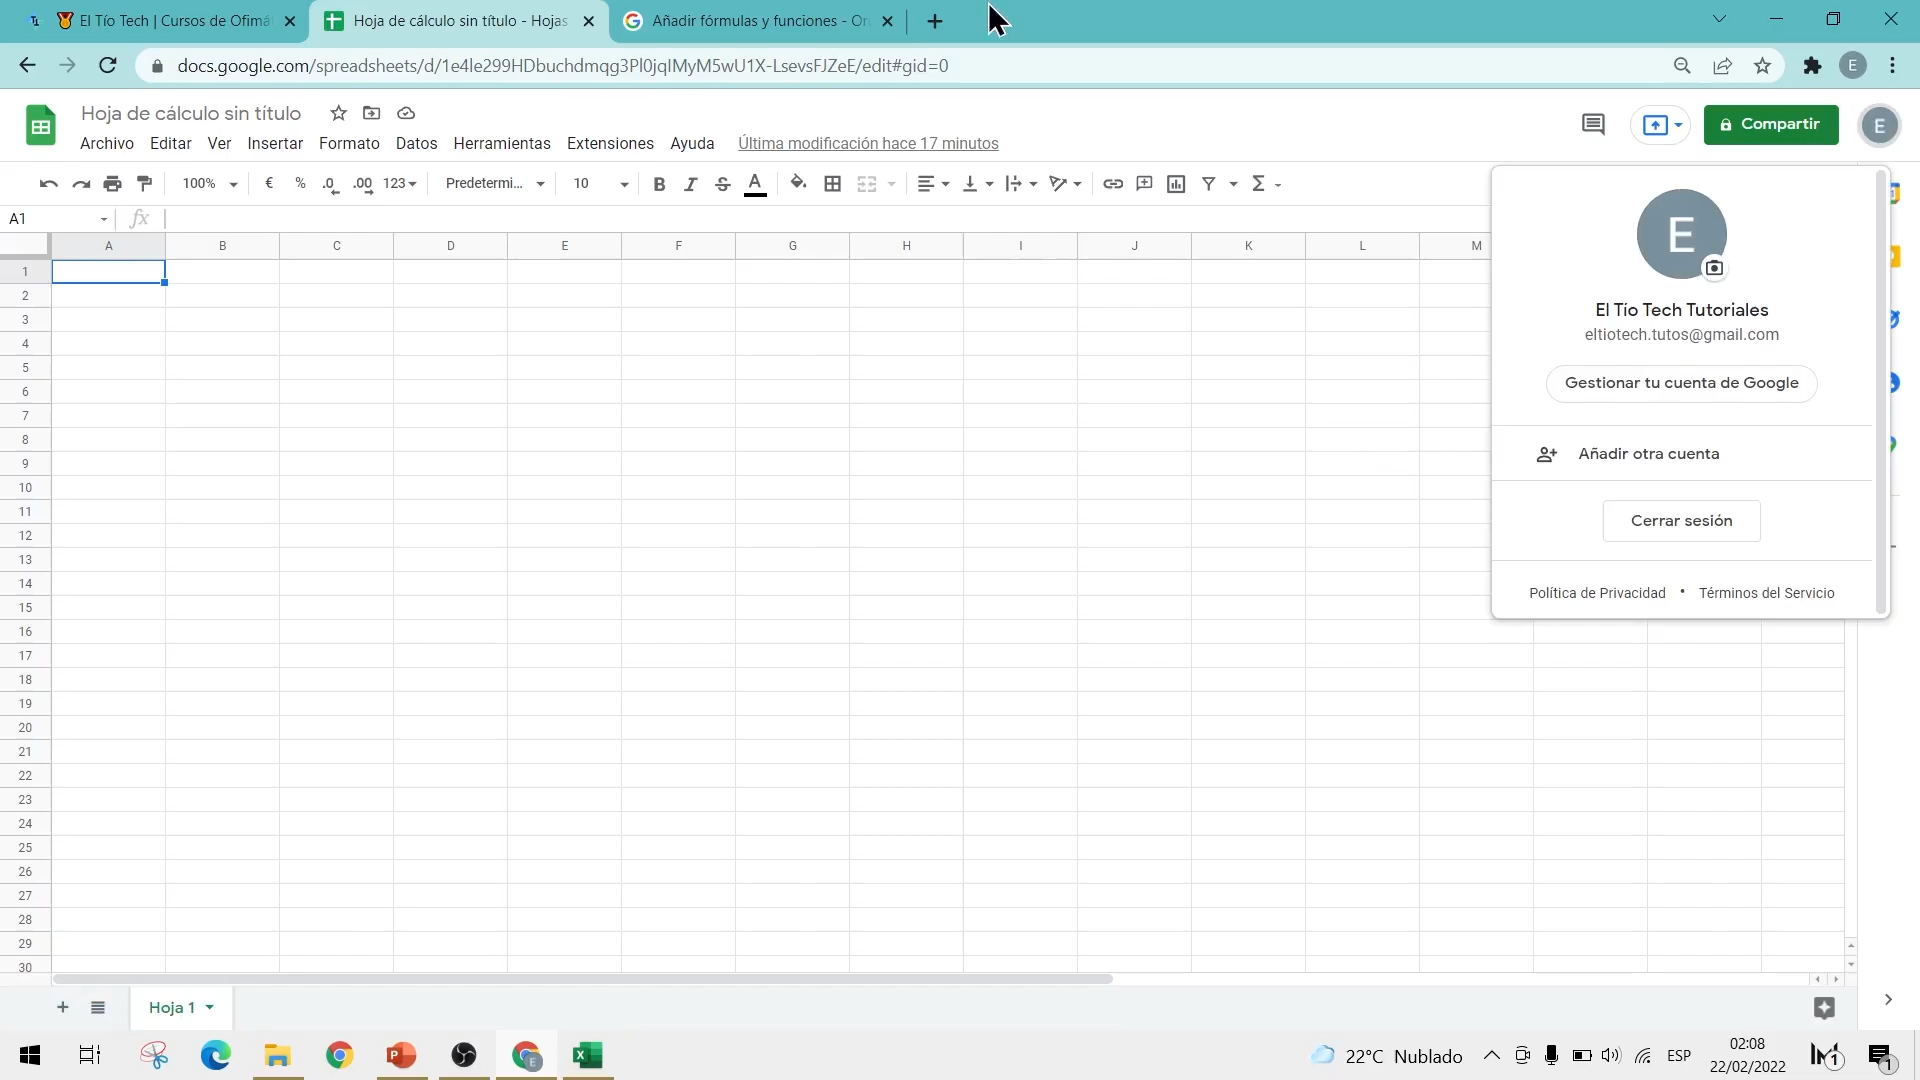 El Tío Tech | Cursos de Ofimá
Hoja de cálculo sin título - Hojas
Añadir fórmulas y funciones - Or
docs.google.com/spreadsheets/d/1e4le299HDbuchdmqg3Pl0jqIMyM5wU1X-LsevsFJZeE/edit#gid=0
E
Hoja de cálculo sin título
Archivo Editar Ver Insertar Formato Datos Herramientas Extensiones Ayuda Última modificación hace 17 minutos
Compartir
E
100% € % .0 .00 123 Predetermi... 10 B I S A Σ
A1 fx
A B C D E F G H I J K L M
1
2
3
4
5
6
7
8
9
10
11
12
13
14
15
16
17
18
19
20
21
22
23
24
25
26
27
28
29
30
E
El Tío Tech Tutoriales
eltiotech.tutos@gmail.com
Gestionar tu cuenta de Google
Añadir otra cuenta
Cerrar sesión
Política de Privacidad • Términos del Servicio
Hoja 1
22°C Nublado
ESP
02:08
22/02/2022
1
1